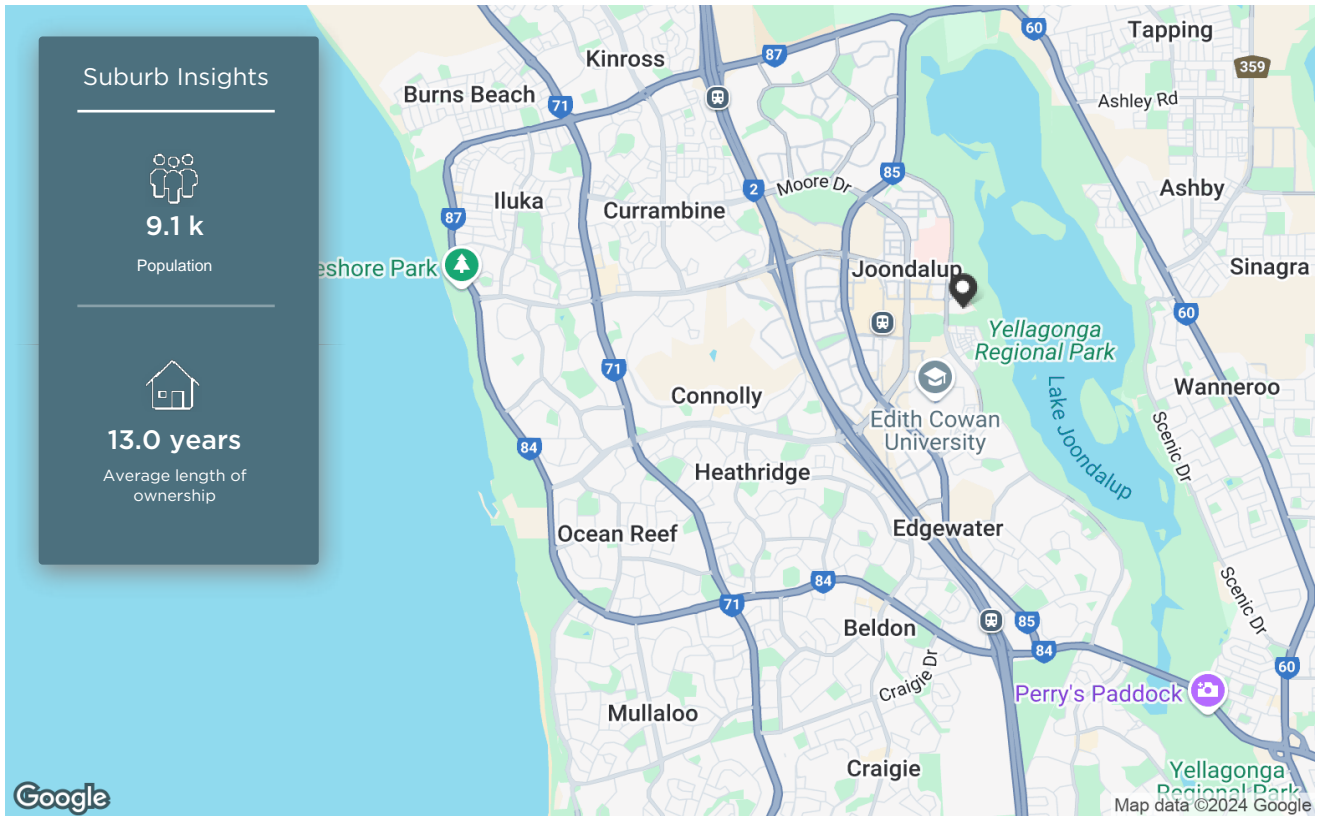 Suburb Insights
9.1 k
Population
13.0 years
Average length of
ownership
Tapping
60
Kinross
87
359
Burns Beach
71
Ashley Rd
85
Moore Dr
2
Ashby
Iluka
Currambine
87
eshore Park
Joondalup
Sinagra
60
Yellagonga
Regional Park
71
Connolly
Wanneroo
Edith Cowan
University
Lake Joondalup
Scenic Dr
84
Heathridge
Ocean Reef
Edgewater
84
71
Scenic Dr
Beldon
85
84
60
Craigie Dr
Perry's Paddock
Mullaloo
Craigie
Yellagonga
Regional Park
Google
Map data ©2024 Google